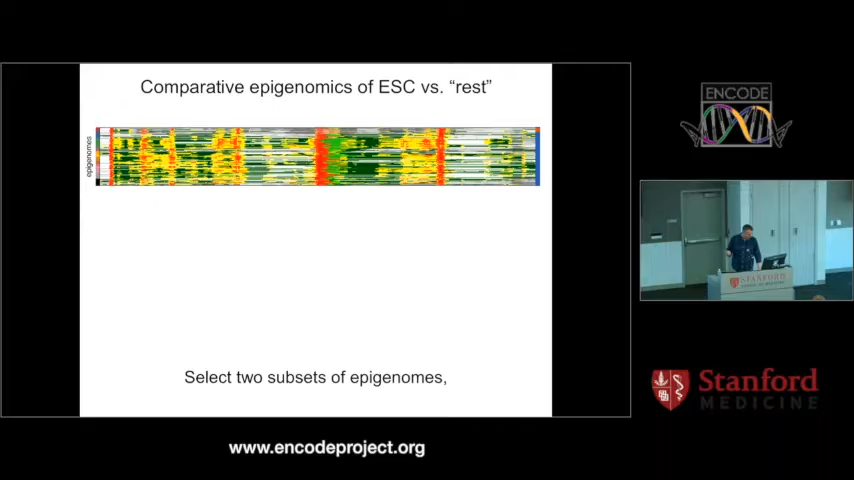 Comparative epigenomics of ESC vs. “rest”
epigenomes
Select two subsets of epigenomes,
ENCODE
STANFORD
Stanford
MEDICINE
www.encodeproject.org